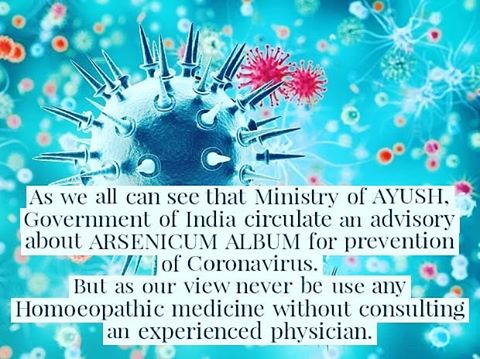 As we all can see that Ministry of AYUSH,
Government of India circulate an advisory
about ARSENICUM ALBUM for prevention
of Coronavirus.
But as our view never be use any
Homoeopathic medicine without consulting
an experienced physician.